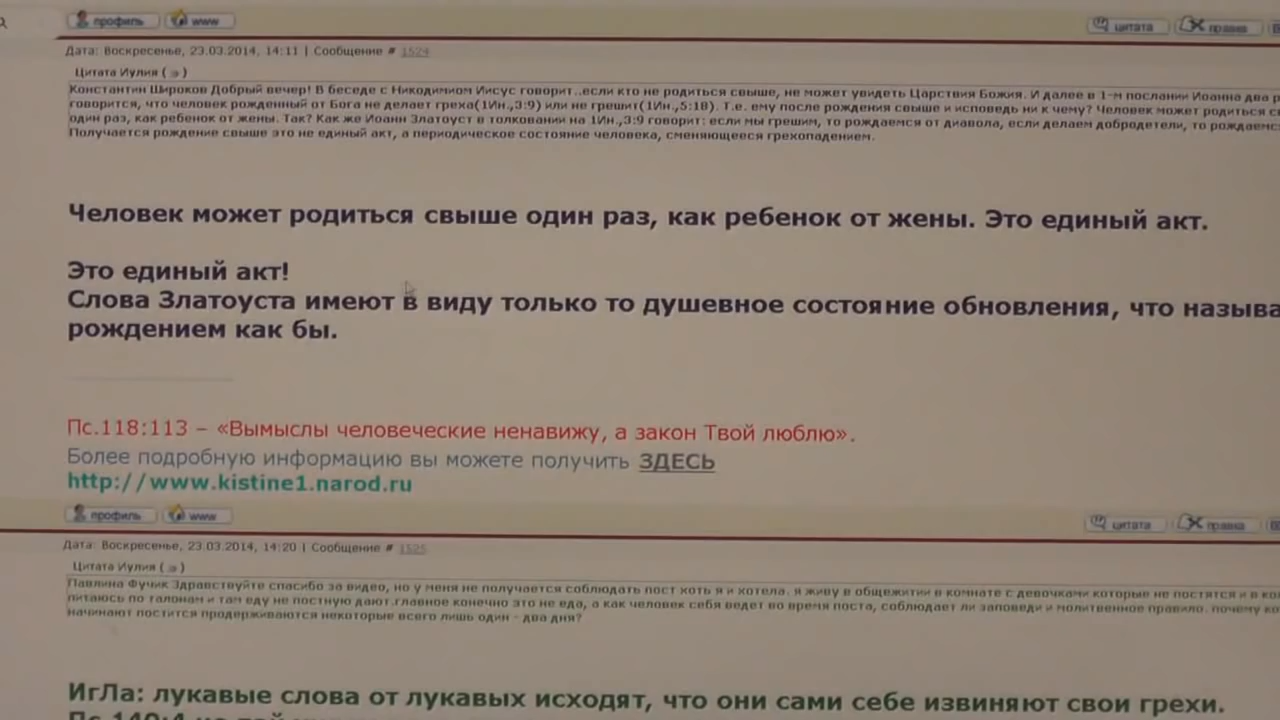 профиль www цитата правка
Дата: Воскресенье, 23.03.2014, 14:11 | Сообщение # 1524
Цитата Иулия ( » )
Константин Широков Добрый вечер! В беседе с Никодимиом Иисус говорит..если кто не родиться свыше, не может увидеть Царствия Божия. И далее в 1-м послании Иоанна два р
говорится, что человек рожденный от Бога не делает греха(1Ин.,3:9) или не грешит(1Ин.,5:18). Т.е. ему после рождения свыше и исповедь ни к чему? Человек может родиться св
один раз, как ребенок от жены. Так? Как же Иоанн Златоуст в толковании на 1Ин.,3:9 говорит: если мы грешим, то рождаемся от диавола, если делаем добродетели, то рождаемс
Получается рождение свыше это не единый акт, а периодическое состояние человека, сменяющееся грехопадением.
Человек может родиться свыше один раз, как ребенок от жены. Это единый акт.
Это единый акт!
Слова Златоуста имеют в виду только то душевное состояние обновления, что называ
рождением как бы.
Пс.118:113 – «Вымыслы человеческие ненавижу, а закон Твой люблю».
Более подробную информацию вы можете получить ЗДЕСЬ
http://www.kistine1.narod.ru
профиль www цитата правка
Дата: Воскресенье, 23.03.2014, 14:20 | Сообщение # 1525
Цитата Иулия ( » )
Павлина Фучик Здравствуйте спасибо за видео, но у меня не получается соблюдать пост хоть я и хотела. я живу в общежитии в комнате с девочками которые не постятся и в ко
питаюсь по талонам и там еду не постную дают.главное конечно это не еда, а как человек себя ведет во время поста, соблюдает ли заповеди и молитвенное правило. почему ко
начинают постится продерживаются некоторые всего лишь один - два дня?
ИгЛа: лукавые слова от лукавых исходят, что они сами себе извиняют свои грехи.